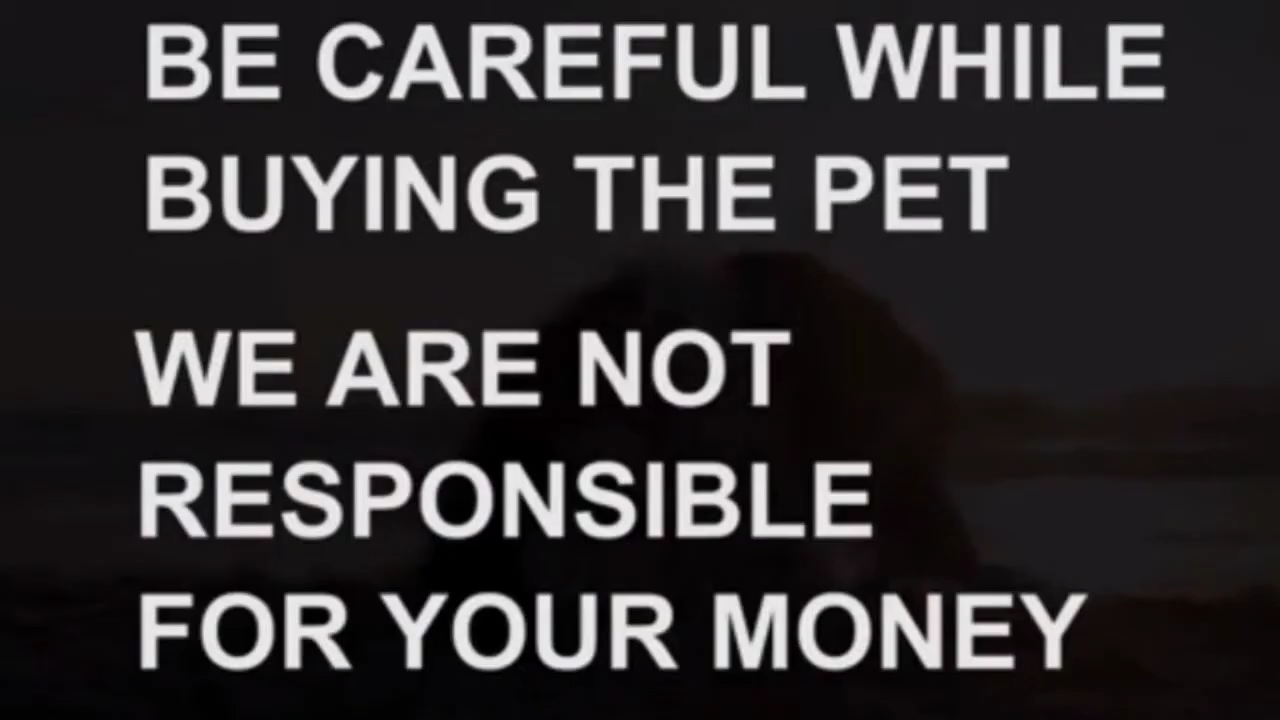 BE CAREFUL WHILE
BUYING THE PET
WE ARE NOT
RESPONSIBLE
FOR YOUR MONEY